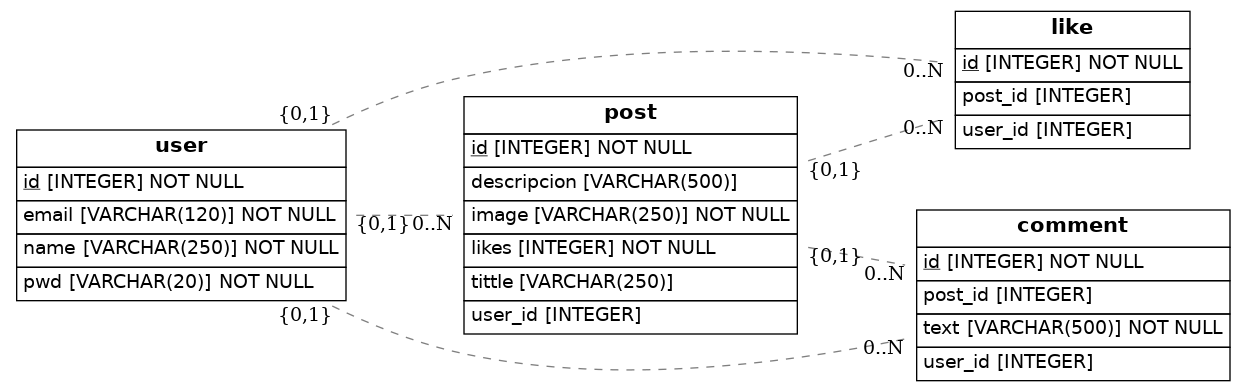 user
id [INTEGER] NOT NULL
email [VARCHAR(120)] NOT NULL
name [VARCHAR(250)] NOT NULL
pwd [VARCHAR(20)] NOT NULL
post
id [INTEGER] NOT NULL
descripcion [VARCHAR(500)]
image [VARCHAR(250)] NOT NULL
likes [INTEGER] NOT NULL
tittle [VARCHAR(250)]
user_id [INTEGER]
like
id [INTEGER] NOT NULL
post_id [INTEGER]
user_id [INTEGER]
comment
id [INTEGER] NOT NULL
post_id [INTEGER]
text [VARCHAR(500)] NOT NULL
user_id [INTEGER]
{0,1}
0..N
{0,1}
0..N
{0,1}
0..N
{0,1}
0..N
{0,1}
0..N